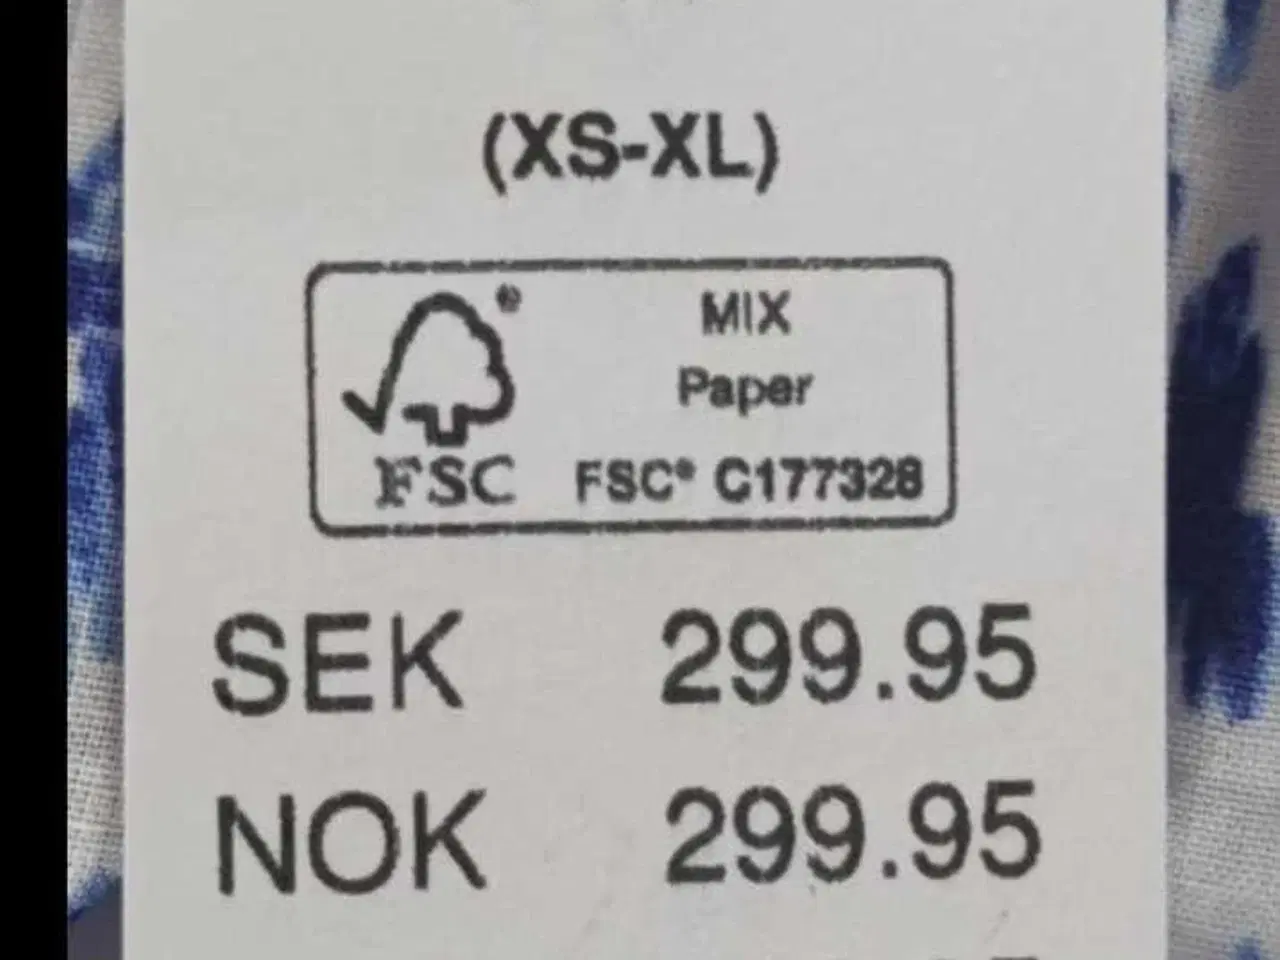 (XS-XL)
MIX
Paper
FSC
FSC® C177328
SEK 299.95
NOK 299.95